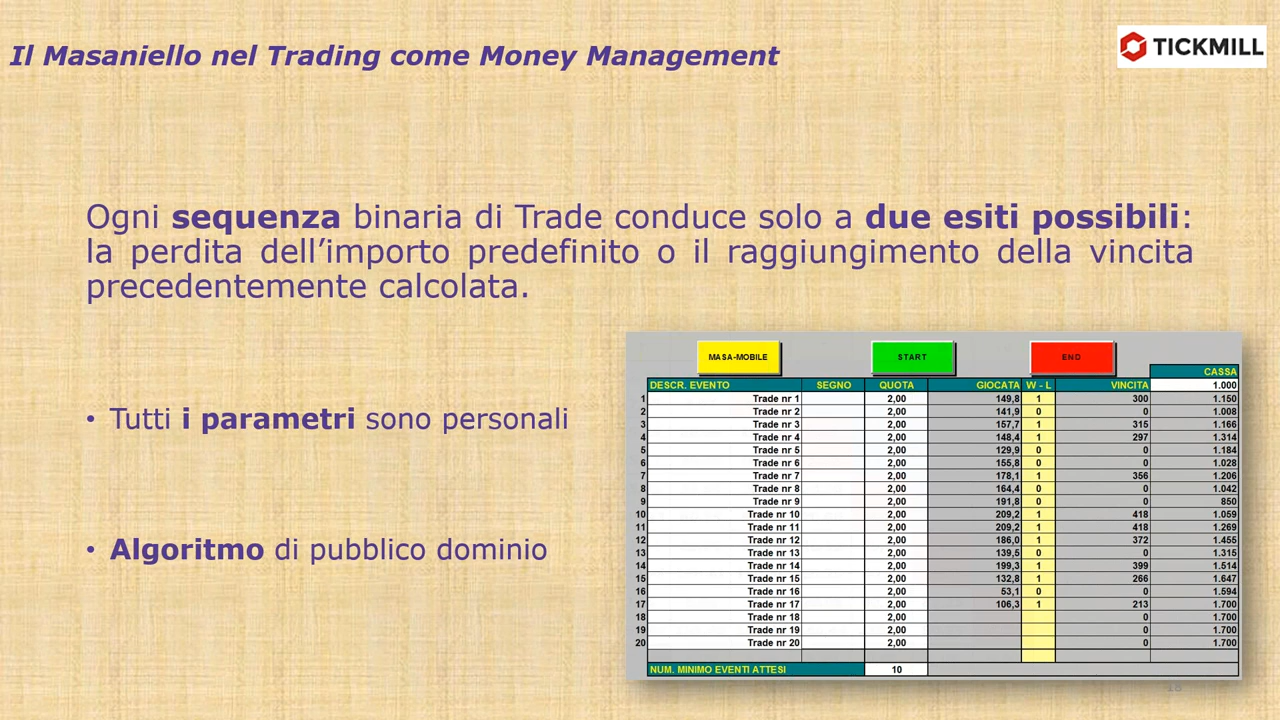 Il Masaniello nel Trading come Money Management
TICKMILL
Ogni sequenza binaria di Trade conduce solo a due esiti possibili:
la perdita dell’importo predefinito o il raggiungimento della vincita
precedentemente calcolata.
• Tutti i parametri sono personali
• Algoritmo di pubblico dominio
MASA-MOBILE START END
CASSA
DESCR. EVENTO SEGNO QUOTA GIOCATA W - L VINCITA 1.000
1 Trade nr 1 2,00 149,8 1 300 1.150
2 Trade nr 2 2,00 141,9 0 0 1.008
3 Trade nr 3 2,00 157,7 1 315 1.166
4 Trade nr 4 2,00 148,4 1 297 1.314
5 Trade nr 5 2,00 129,9 0 0 1.184
6 Trade nr 6 2,00 155,8 0 0 1.028
7 Trade nr 7 2,00 178,1 1 356 1.206
8 Trade nr 8 2,00 164,4 0 0 1.042
9 Trade nr 9 2,00 191,8 0 0 850
10 Trade nr 10 2,00 209,2 1 418 1.059
11 Trade nr 11 2,00 209,2 1 418 1.269
12 Trade nr 12 2,00 186,0 1 372 1.455
13 Trade nr 13 2,00 139,5 0 0 1.315
14 Trade nr 14 2,00 199,3 1 399 1.514
15 Trade nr 15 2,00 132,8 1 266 1.647
16 Trade nr 16 2,00 53,1 0 0 1.594
17 Trade nr 17 2,00 106,3 1 213 1.700
18 Trade nr 18 2,00 0 1.700
19 Trade nr 19 2,00 0 1.700
20 Trade nr 20 2,00 0 1.700
NUM. MINIMO EVENTI ATTESI 10
18